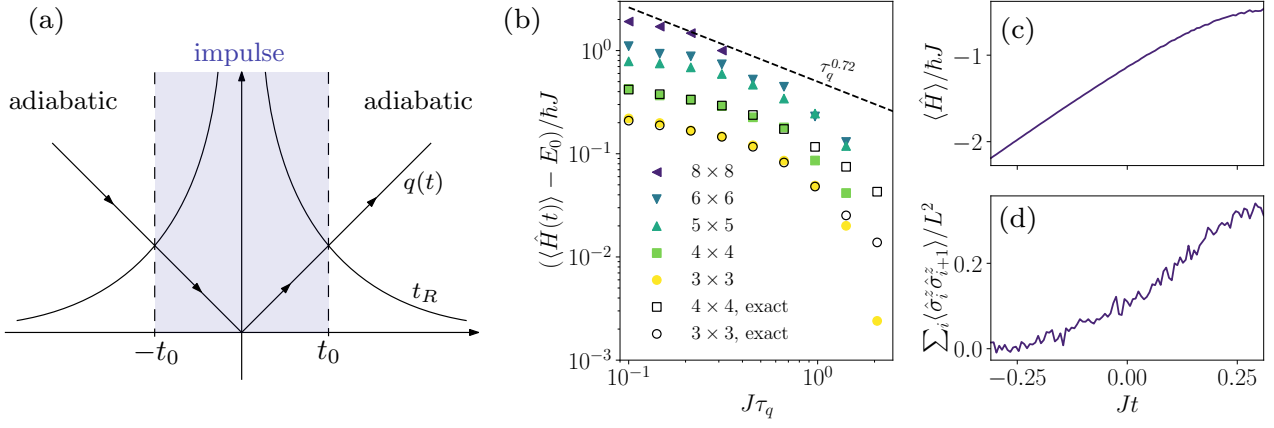 (a)
impulse
adiabatic
adiabatic
q(t)
t_R
−t_0
t_0
(b)
(⟨Ĥ(t)⟩ − E_0)/ħJ
10^0
10^{−1}
10^{−2}
10^{−3}
τ_q^{0.72}
8 × 8
6 × 6
5 × 5
4 × 4
3 × 3
4 × 4, exact
3 × 3, exact
10^{−1}
10^0
Jτ_q
(c)
⟨Ĥ⟩/ħJ
−1
−2
(d)
∑_i⟨σ̂_i^z σ̂_{i+1}^z⟩/L^2
0.2
0.0
−0.25
0.00
0.25
Jt